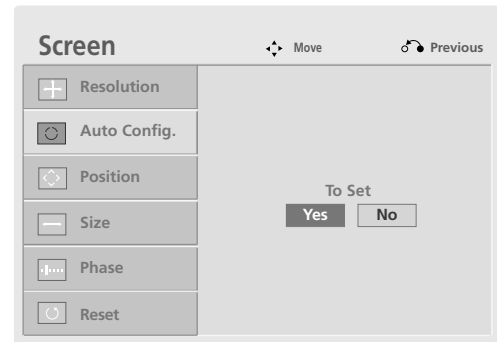 Screen
Move
Previous
Resolution
Auto Config.
Position
Size
Phase
Reset
To Set
Yes No